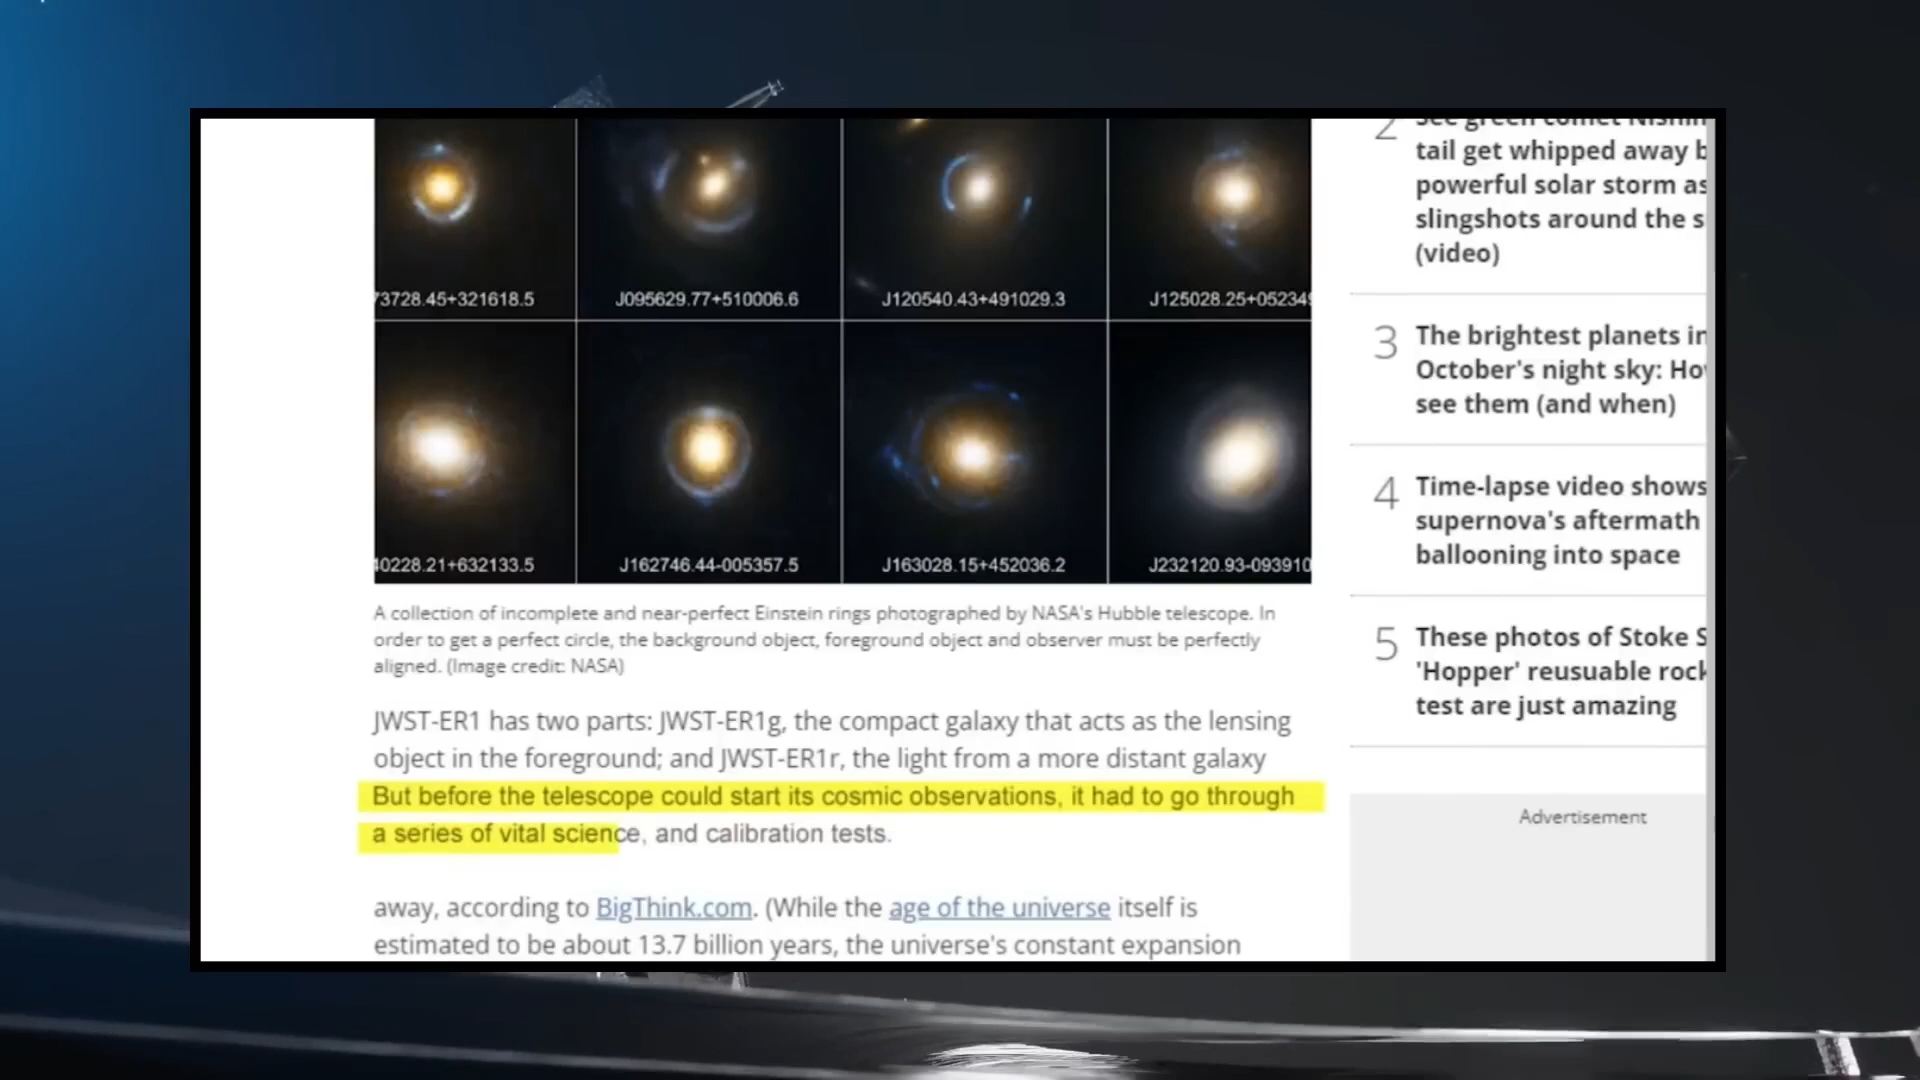 73728.45+321618.5
J095629.77+510006.6
J120540.43+491029.3
J125028.25+052349
40228.21+632133.5
J162746.44-005357.5
J163028.15+452036.2
J232120.93-093910
A collection of incomplete and near-perfect Einstein rings photographed by NASA's Hubble telescope. In
order to get a perfect circle, the background object, foreground object and observer must be perfectly
aligned. (Image credit: NASA)
JWST-ER1 has two parts: JWST-ER1g, the compact galaxy that acts as the lensing
object in the foreground; and JWST-ER1r, the light from a more distant galaxy
But before the telescope could start its cosmic observations, it had to go through
a series of vital science, and calibration tests.
away, according to BigThink.com. (While the age of the universe itself is
estimated to be about 13.7 billion years, the universe's constant expansion
2
See green comet
tail get whipped away b
powerful solar storm as
slingshots around the s
(video)
3
The brightest planets in
October's night sky: Ho
see them (and when)
4
Time-lapse video shows
supernova's aftermath
ballooning into space
5
These photos of Stoke S
'Hopper' reusuable rock
test are just amazing
Advertisement